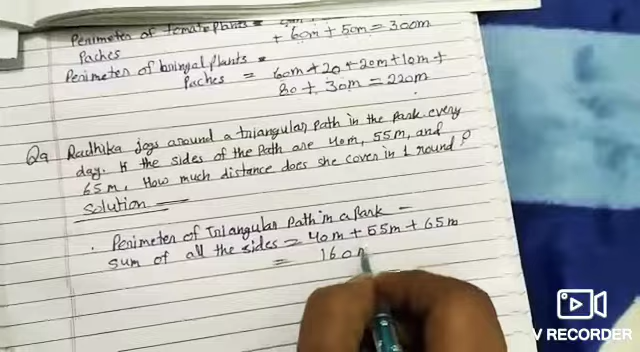 Perimeter of tomato plants =
Paches + 60m + 50m = 300m
Perimeter of bringal plants =
Paches = 60m + 20 + 20m + 10m +
80 + 30m = 220m
Q9 Radhika jogs around a triangular path in the park every
day. If the sides of the path are 40m, 55m, and
65m. How much distance does she cover in 1 round?
Solution
Perimeter of Triangular Path in a Park -
Sum of all the sides = 40m + 55m + 65m
= 160m
V RECORDER